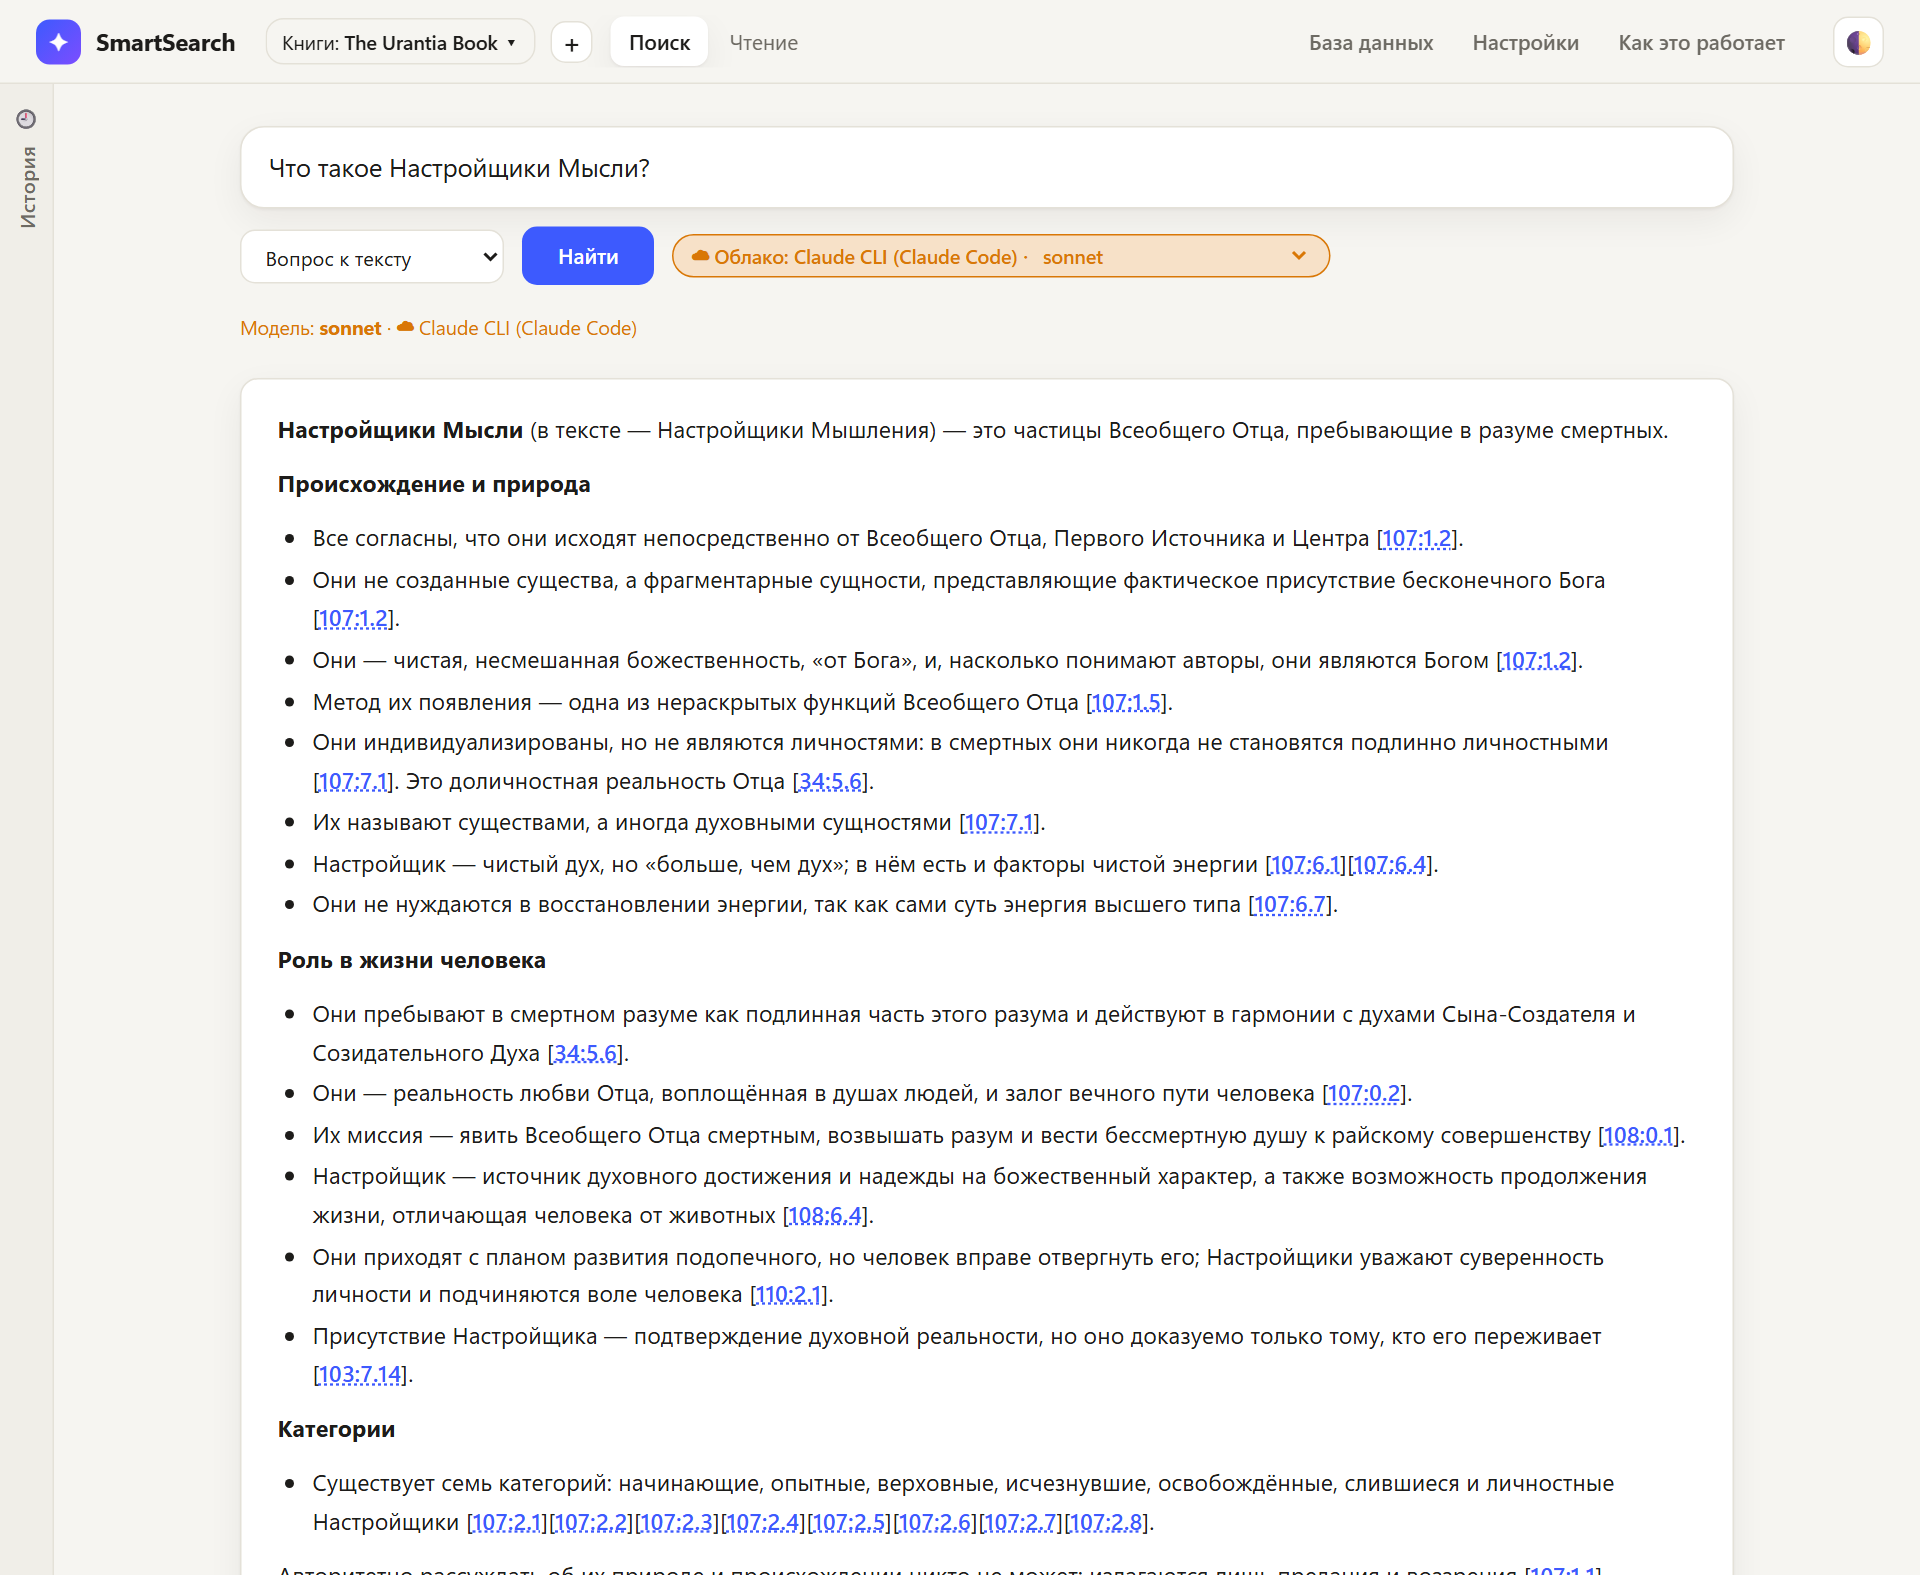 SmartSearch
Книги: The Urantia Book ▾
+
Поиск
Чтение
База данных
Настройки
Как это работает
История
Что такое Настройщики Мысли?
Вопрос к тексту
Найти
Облако: Claude CLI (Claude Code) · sonnet
Модель: sonnet · Claude CLI (Claude Code)
Настройщики Мысли (в тексте — Настройщики Мышления) — это частицы Всеобщего Отца, пребывающие в разуме смертных.
Происхождение и природа
• Все согласны, что они исходят непосредственно от Всеобщего Отца, Первого Источника и Центра [107:1.2].
• Они не созданные существа, а фрагментарные сущности, представляющие фактическое присутствие бесконечного Бога
[107:1.2].
• Они — чистая, несмешанная божественность, «от Бога», и, насколько понимают авторы, они являются Богом [107:1.2].
• Метод их появления — одна из нераскрытых функций Всеобщего Отца [107:1.5].
• Они индивидуализированы, но не являются личностями: в смертных они никогда не становятся подлинно личностными
[107:7.1]. Это доличностная реальность Отца [34:5.6].
• Их называют существами, а иногда духовными сущностями [107:7.1].
• Настройщик — чистый дух, но «больше, чем дух»; в нём есть и факторы чистой энергии [107:6.1][107:6.4].
• Они не нуждаются в восстановлении энергии, так как сами суть энергия высшего типа [107:6.7].
Роль в жизни человека
• Они пребывают в смертном разуме как подлинная часть этого разума и действуют в гармонии с духами Сына-Создателя и
Созидательного Духа [34:5.6].
• Они — реальность любви Отца, воплощённая в душах людей, и залог вечного пути человека [107:0.2].
• Их миссия — явить Всеобщего Отца смертным, возвышать разум и вести бессмертную душу к райскому совершенству [108:0.1].
• Настройщик — источник духовного достижения и надежды на божественный характер, а также возможность продолжения
жизни, отличающая человека от животных [108:6.4].
• Они приходят с планом развития подопечного, но человек вправе отвергнуть его; Настройщики уважают суверенность
личности и подчиняются воле человека [110:2.1].
• Присутствие Настройщика — подтверждение духовной реальности, но оно доказуемо только тому, кто его переживает
[103:7.14].
Категории
• Существует семь категорий: начинающие, опытные, верховные, исчезнувшие, освобождённые, слившиеся и личностные
Настройщики [107:2.1][107:2.2][107:2.3][107:2.4][107:2.5][107:2.6][107:2.7][107:2.8].
Авторитетно рассуждать об их природе и происхождении никто не может; излагаются лишь предания и воззрения [107:1.1].